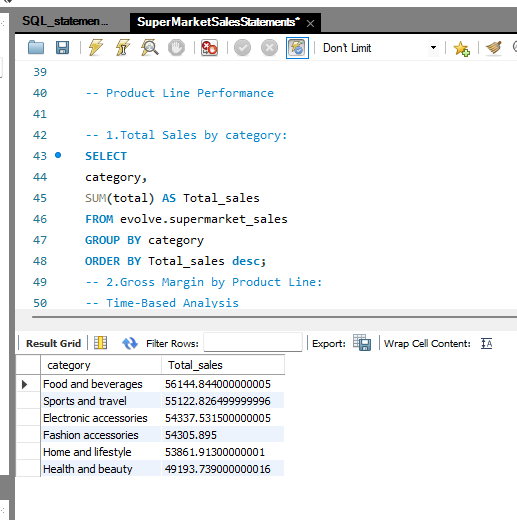 SQL_statemen...
SuperMarketSalesStatements* ×
Don't Limit
39
40 -- Product Line Performance
41
42 -- 1.Total Sales by category:
43 SELECT
44 category,
45 SUM(total) AS Total_sales
46 FROM evolve.supermarket_sales
47 GROUP BY category
48 ORDER BY Total_sales desc;
49 -- 2.Gross Margin by Product Line:
50 -- Time-Based Analysis
Result Grid Filter Rows: Export: Wrap Cell Content:
category Total_sales
Food and beverages 56144.844000000005
Sports and travel 55122.826499999996
Electronic accessories 54337.531500000005
Fashion accessories 54305.895
Home and lifestyle 53861.91300000001
Health and beauty 49193.739000000016